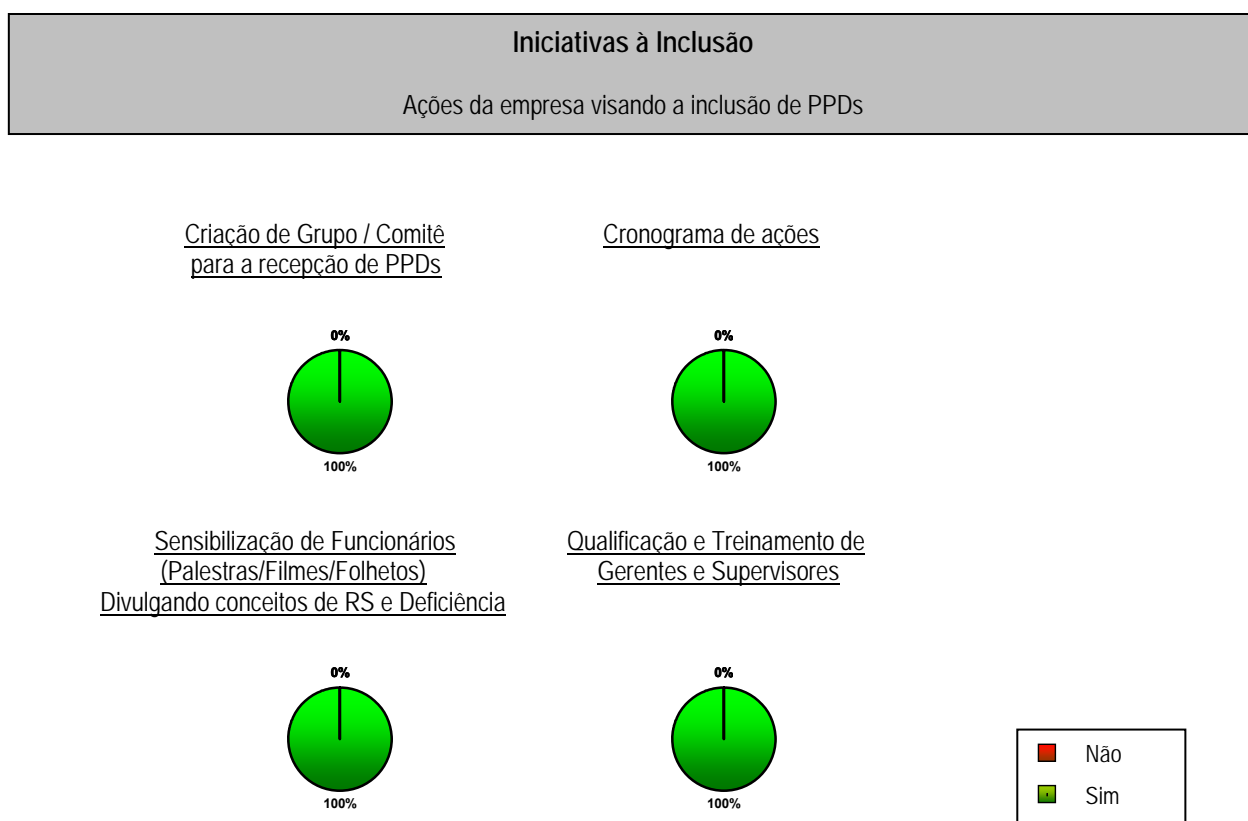 Iniciativas à Inclusão
Ações da empresa visando a inclusão de PPDs
Criação de Grupo / Comitê
para a recepção de PPDs
Cronograma de ações
0%
100%
0%
100%
Sensibilização de Funcionários
(Palestras/Filmes/Folhetos)
Divulgando conceitos de RS e Deficiência
Qualificação e Treinamento de
Gerentes e Supervisores
0%
100%
0%
100%
Não
Sim